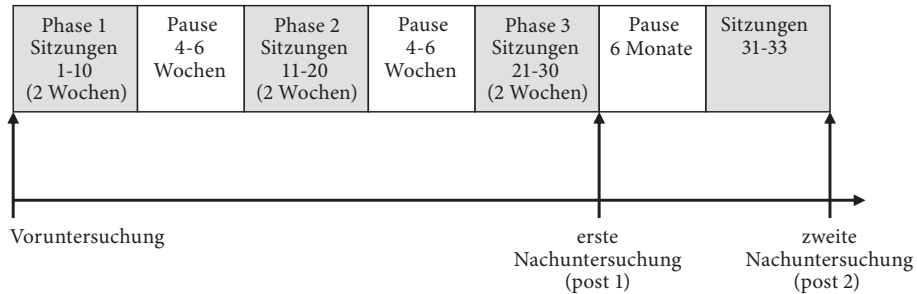 Phase 1
Sitzungen
1-10
(2 Wochen)
Pause
4-6
Wochen
Phase 2
Sitzungen
11-20
(2 Wochen)
Pause
4-6
Wochen
Phase 3
Sitzungen
21-30
(2 Wochen)
Pause
6 Monate
Sitzungen
31-33
Voruntersuchung
erste
Nachuntersuchung
(post 1)
zweite
Nachuntersuchung
(post 2)